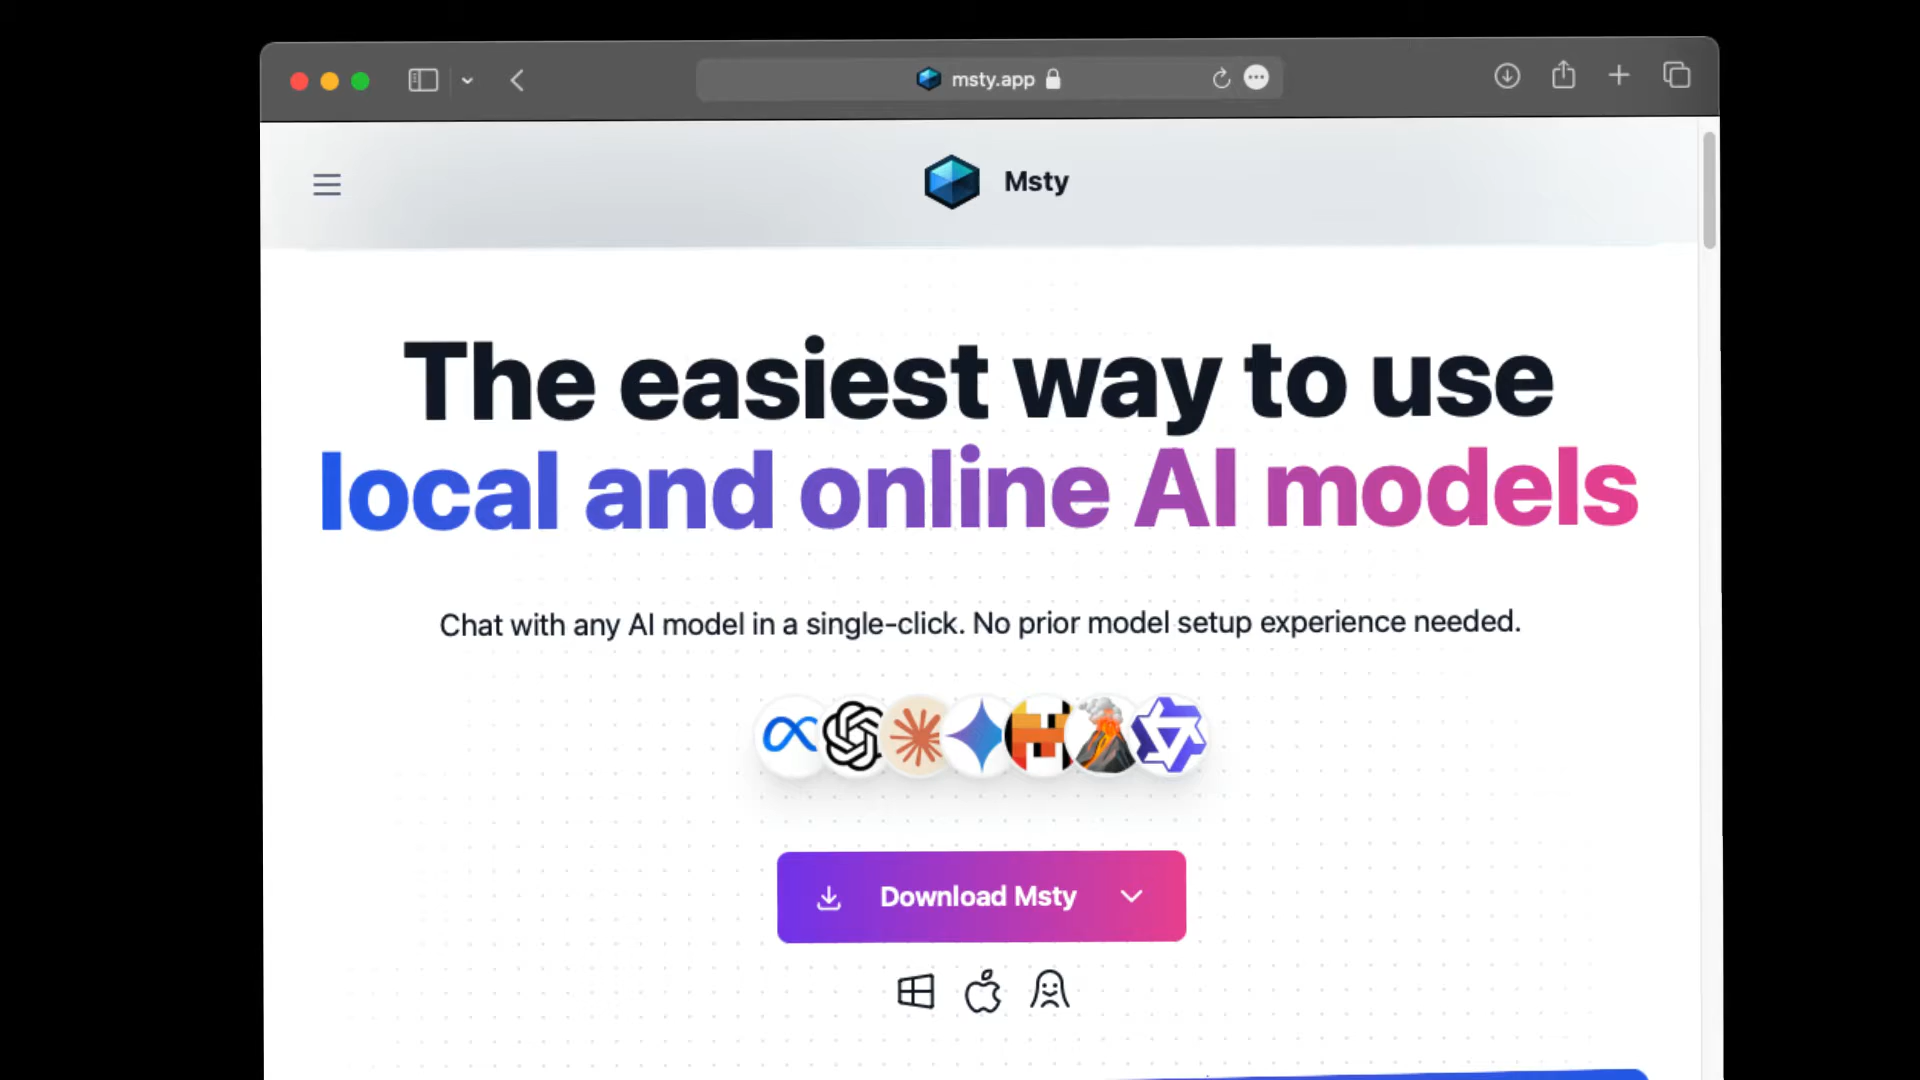 msty.app
Msty
The easiest way to use
local and online AI models
Chat with any AI model in a single-click. No prior model setup experience needed.
Download Msty